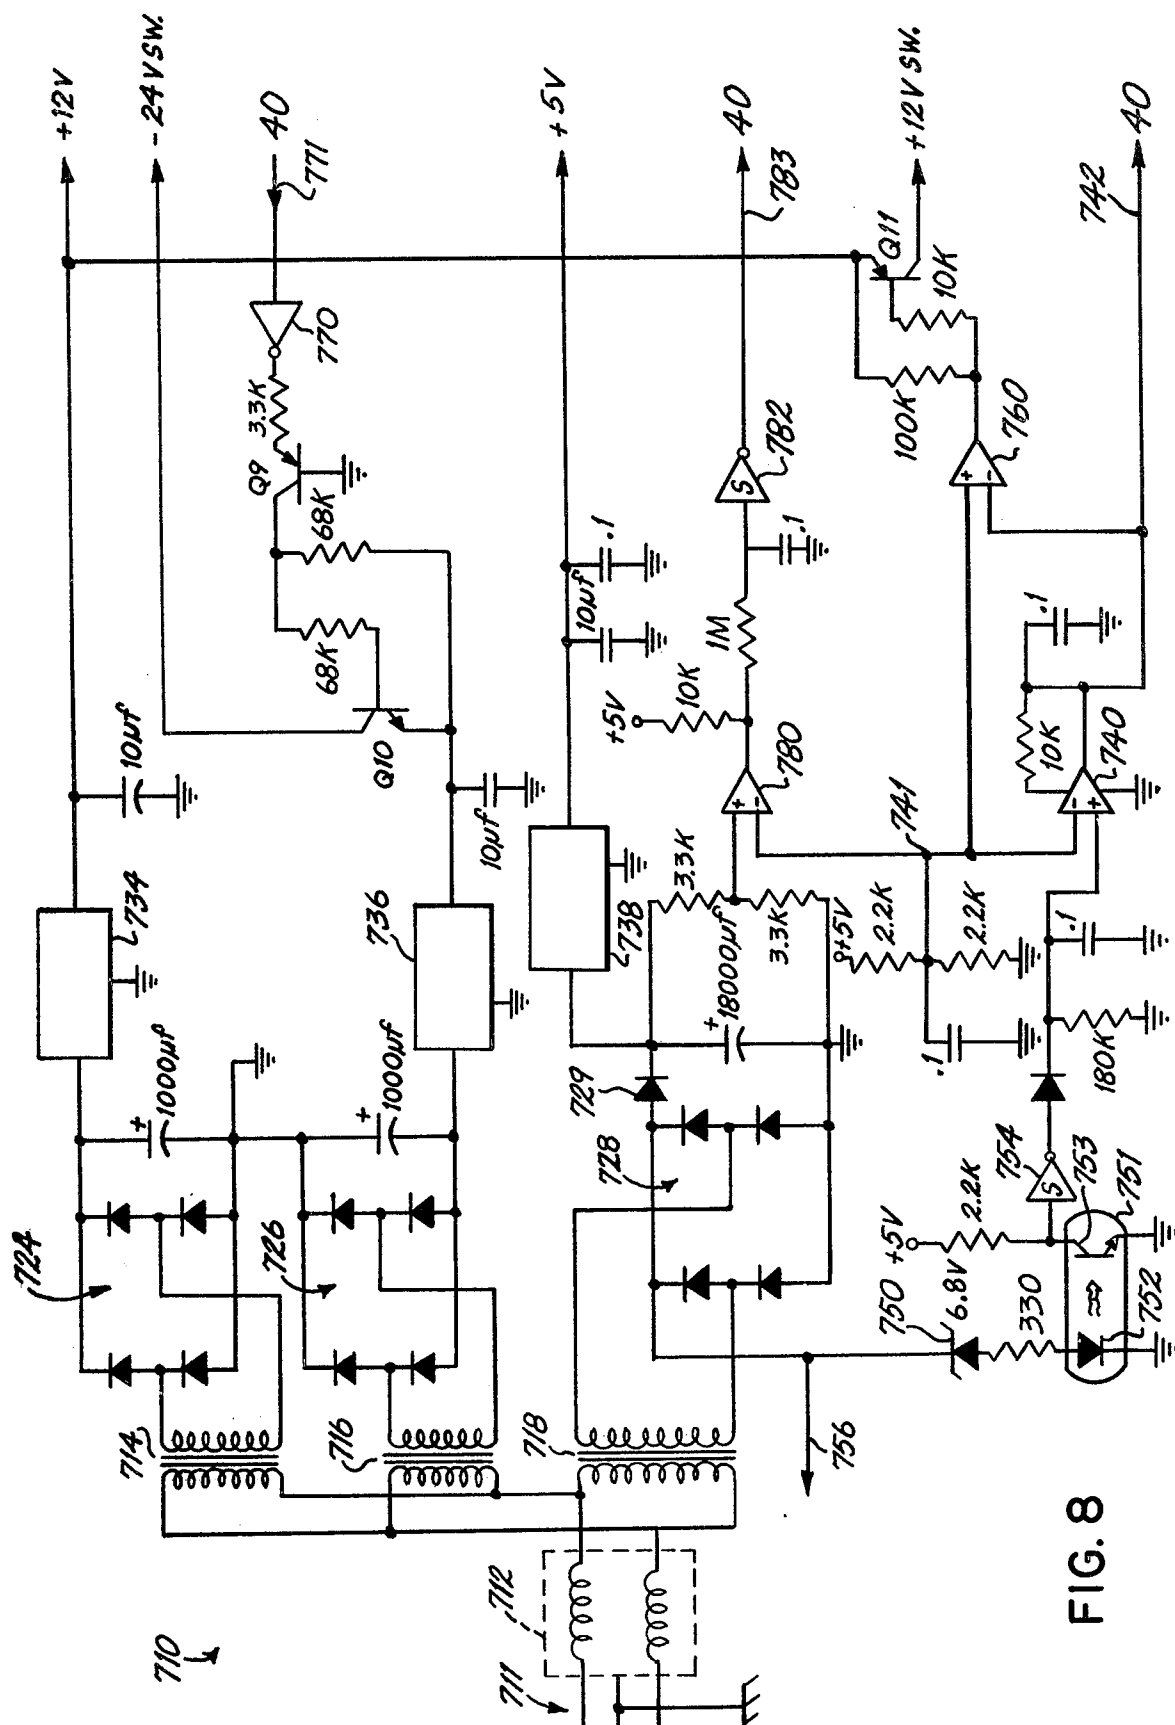 +12V
-24V SW.
40
771
770
3.3K
Q9
68K
68K
Q10
10µf
734
1000µf
724
714
10µf
736
1000µf
726
716
+5V
.1
10µf
738
40
783
782
S
.1
1M
10K
+5V
780
+
-
3.3K
3.3K
+
18000µf
729
728
718
+12V SW.
Q11
10K
100K
760
+
-
742
40
.1
10K
740
-
+
741
+5V
2.2K
2.2K
.1
.1
180K
754
S
753
751
2.2K
+5V
750
6.8V
330
752
756
712
711
710
+
+
FIG. 8